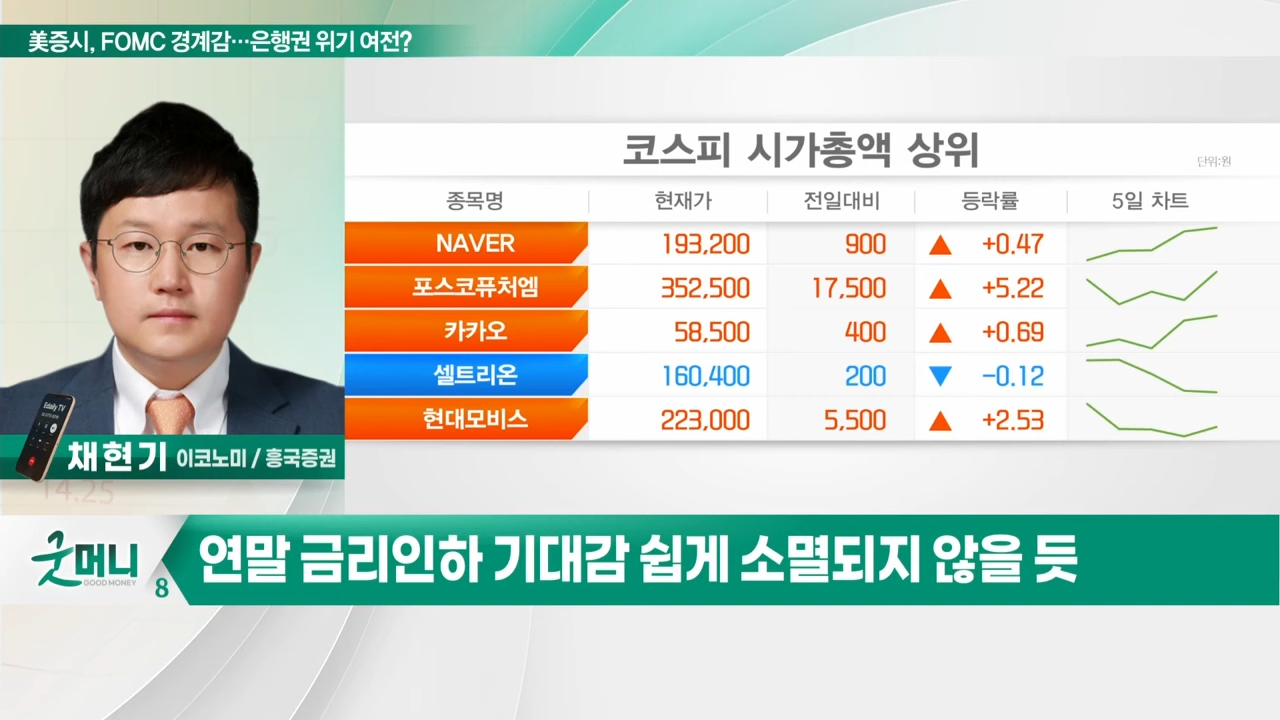 美증시, FOMC 경계감…은행권 위기 여전?
코스피 시가총액 상위
단위:원
종목명 현재가 전일대비 등락률 5일 차트
NAVER 193,200 900 ▲ +0.47
포스코퓨처엠 352,500 17,500 ▲ +5.22
카카오 58,500 400 ▲ +0.69
셀트리온 160,400 200 ▼ -0.12
현대모비스 223,000 5,500 ▲ +2.53
Edaily TV
채현기 이코노미 / 흥국증권
14.25
굿머니
GOOD MONEY
8
연말 금리인하 기대감 쉽게 소멸되지 않을 듯